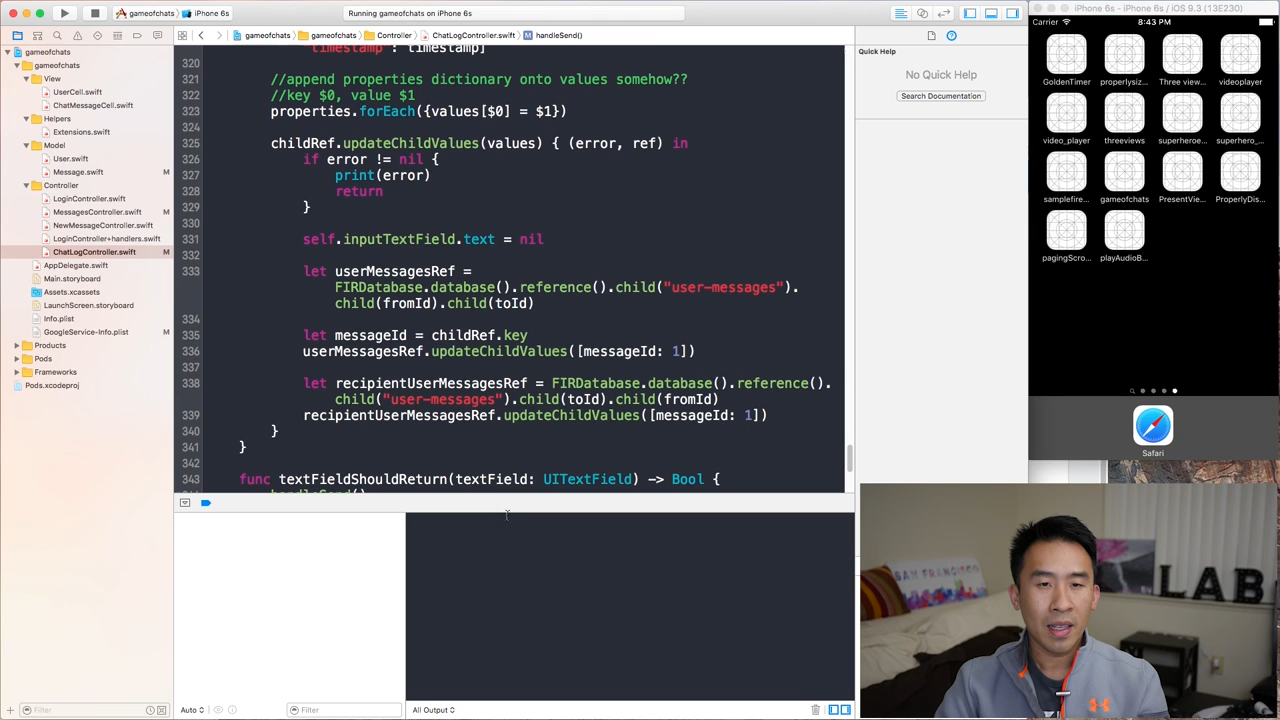 gameofchats
iPhone 6s
Running gameofchats on iPhone 6s
iPhone 6s - iPhone 6s / iOS 9.3 (13E230)
Carrier
8:43 PM
gameofchats
gameofchats
View
UserCell.swift
ChatMessageCell.swift
Helpers
Extensions.swift
Model
User.swift
Message.swift
M
Controller
LoginController.swift
MessagesController.swift
M
NewMessageController.swift
LoginController+handlers.swift
ChatLogController.swift
M
AppDelegate.swift
Main.storyboard
Assets.xcassets
LaunchScreen.storyboard
Info.plist
GoogleService-Info.plist
M
Products
Pods
Frameworks
Pods.xcodeproj
Filter
gameofchats
gameofchats
Controller
ChatLogController.swift
M
handleSend()
"timestamp": timestamp]
320
321 //append properties dictionary onto values somehow??
322 //key $0, value $1
323 properties.forEach({values[$0] = $1})
324
325 childRef.updateChildValues(values) { (error, ref) in
326 if error != nil {
327 print(error)
328 return
329 }
330
331 self.inputTextField.text = nil
332
333 let userMessagesRef =
FIRDatabase.database().reference().child("user-messages").
child(fromId).child(toId)
334
335 let messageId = childRef.key
336 userMessagesRef.updateChildValues([messageId: 1])
337
338 let recipientUserMessagesRef = FIRDatabase.database().reference().
child("user-messages").child(toId).child(fromId)
339 recipientUserMessagesRef.updateChildValues([messageId: 1])
340 }
341 }
342
343 func textFieldShouldReturn(textField: UITextField) -> Bool {
handleSend()
Auto
Filter
All Output
Quick Help
No Quick Help
Search Documentation
GoldenTimer
properlysiz...
Three view...
videoplayer
video_player
threeviews
superheroe...
superhero_...
samplefire...
gameofchats
PresentVie...
ProperlyDis...
pagingScro...
playAudioB...
Safari
SAN FRANCISCO
LAB